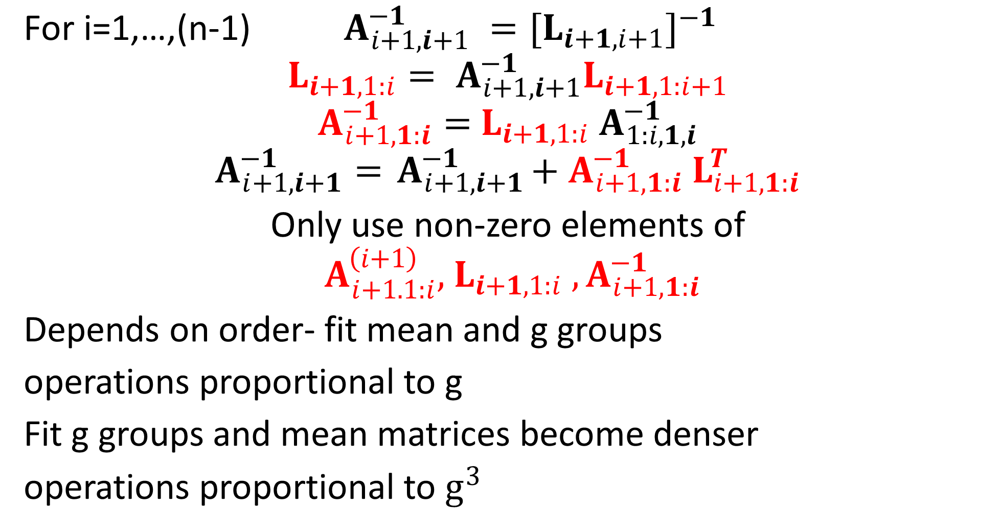 For i=1,…,(n-1) $\mathbf{A}_{i+1,\boldsymbol{i}+1}^{-\mathbf{1}} = [\mathbf{L}_{\boldsymbol{i}+\mathbf{1},i+1}]^{-\mathbf{1}}$
$\mathbf{L}_{\boldsymbol{i}+\mathbf{1},1:i} = \mathbf{A}_{i+1,\boldsymbol{i}+1}^{-\mathbf{1}} \mathbf{L}_{\boldsymbol{i}+\mathbf{1},1:i+1}$
$\mathbf{A}_{i+1,\mathbf{1}:\boldsymbol{i}}^{-\mathbf{1}} = \mathbf{L}_{\boldsymbol{i}+\mathbf{1},1:i} \mathbf{A}_{1:i,\mathbf{1},\boldsymbol{i}}^{-\mathbf{1}}$
$\mathbf{A}_{i+1,\boldsymbol{i}+\mathbf{1}}^{-\mathbf{1}} = \mathbf{A}_{i+1,\boldsymbol{i}+\mathbf{1}}^{-\mathbf{1}} + \mathbf{A}_{i+1,\mathbf{1}:\boldsymbol{i}}^{-\mathbf{1}} \mathbf{L}_{i+1,\mathbf{1}:\boldsymbol{i}}^{\boldsymbol{T}}$
Only use non-zero elements of
$\mathbf{A}_{i+1.1:i}^{(i+1)}, \mathbf{L}_{\boldsymbol{i}+\mathbf{1},1:i} , \mathbf{A}_{i+1,\mathbf{1}:\boldsymbol{i}}^{-\mathbf{1}}$
Depends on order- fit mean and g groups
operations proportional to g
Fit g groups and mean matrices become denser
operations proportional to $\mathrm{g}^3$